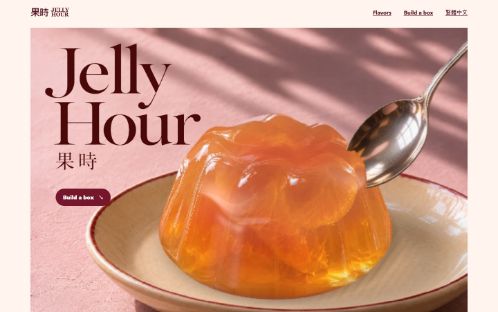 果時 JELLY HOUR
Flavors
Build a box
繁體中文
Jelly
Hour
果時
Build a box ↘